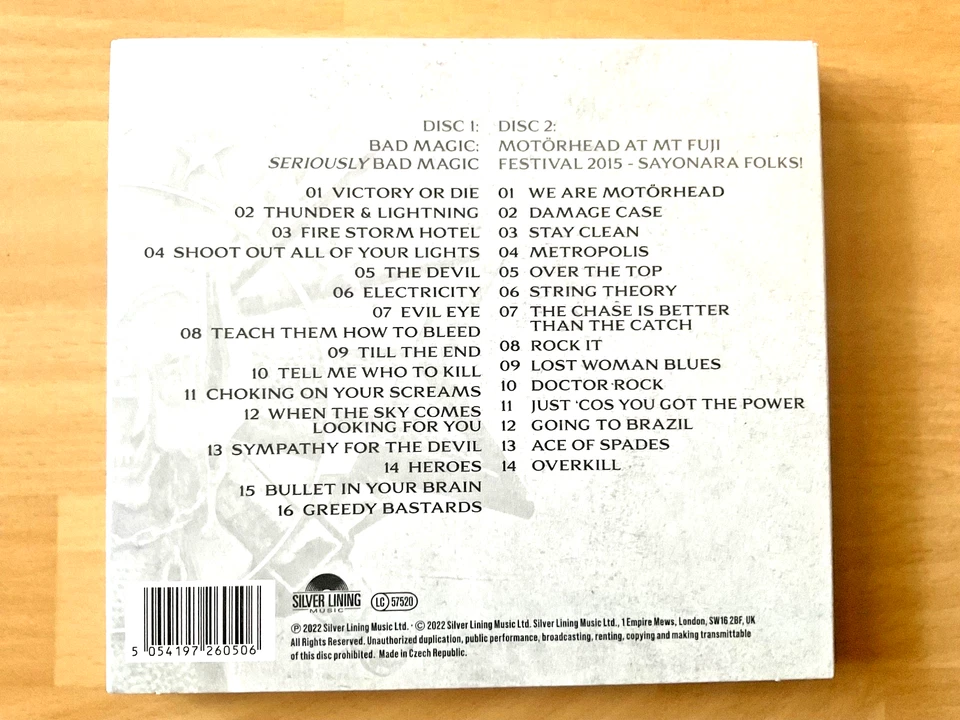 DISC 1:
BAD MAGIC:
SERIOUSLY BAD MAGIC
01 VICTORY OR DIE
02 THUNDER & LIGHTNING
03 FIRE STORM HOTEL
04 SHOOT OUT ALL OF YOUR LIGHTS
05 THE DEVIL
06 ELECTRICITY
07 EVIL EYE
08 TEACH THEM HOW TO BLEED
09 TILL THE END
10 TELL ME WHO TO KILL
11 CHOKING ON YOUR SCREAMS
12 WHEN THE SKY COMES
LOOKING FOR YOU
13 SYMPATHY FOR THE DEVIL
14 HEROES
15 BULLET IN YOUR BRAIN
16 GREEDY BASTARDS
DISC 2:
MOTÖRHEAD AT MT FUJI
FESTIVAL 2015 - SAYONARA FOLKS!
01 WE ARE MOTÖRHEAD
02 DAMAGE CASE
03 STAY CLEAN
04 METROPOLIS
05 OVER THE TOP
06 STRING THEORY
07 THE CHASE IS BETTER
THAN THE CATCH
08 ROCK IT
09 LOST WOMAN BLUES
10 DOCTOR ROCK
11 JUST ‘COS YOU GOT THE POWER
12 GOING TO BRAZIL
13 ACE OF SPADES
14 OVERKILL
5 054197 260506
SILVER LINING
MUSIC
LC 57520
℗ 2022 Silver Lining Music Ltd. · © 2022 Silver Lining Music Ltd. Silver Lining Music Ltd., 1 Empire Mews, London, SW16 2BF, UK
All Rights Reserved. Unauthorized duplication, public performance, broadcasting, renting, copying and making transmittable
of this disc prohibited. Made in Czech Republic.